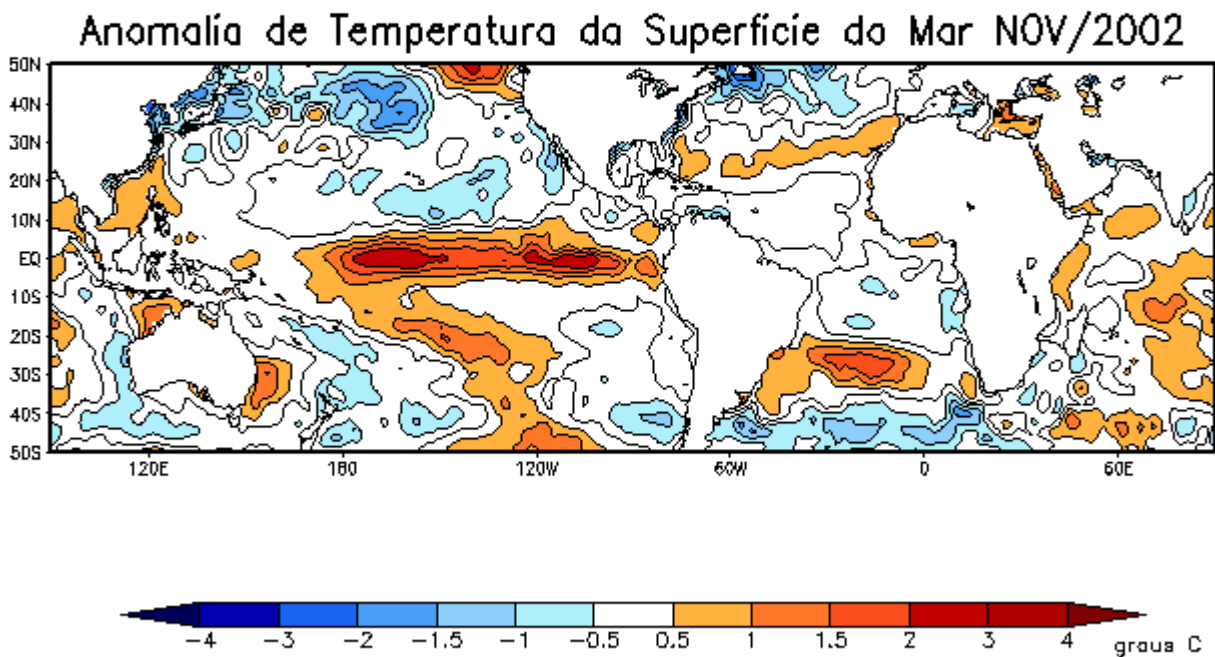 Anomalia de Temperatura da Superficie do Mar NOV/2002
50N
40N
30N
20N
10N
EQ
10S
20S
30S
40S
50S
120E 180 120W 60W 0 60E
-4 -3 -2 -1.5 -1 -0.5 0.5 1 1.5 2 3 4 graus C